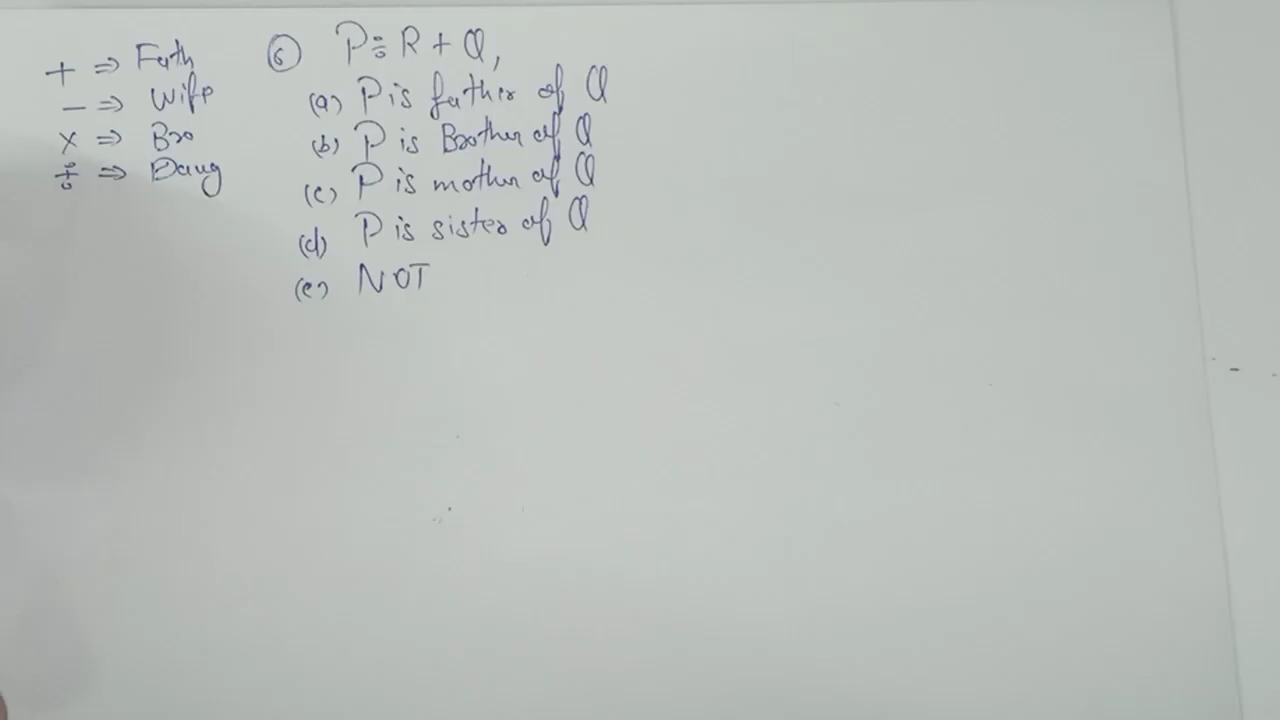 + ⇒ Fath
− ⇒ Wife
x ⇒ Bro
÷ ⇒ Daug
⑥ P ÷ R + Q,
(a) P is father of Q
(b) P is Brother of Q
(c) P is mother of Q
(d) P is sister of Q
(e) NOT